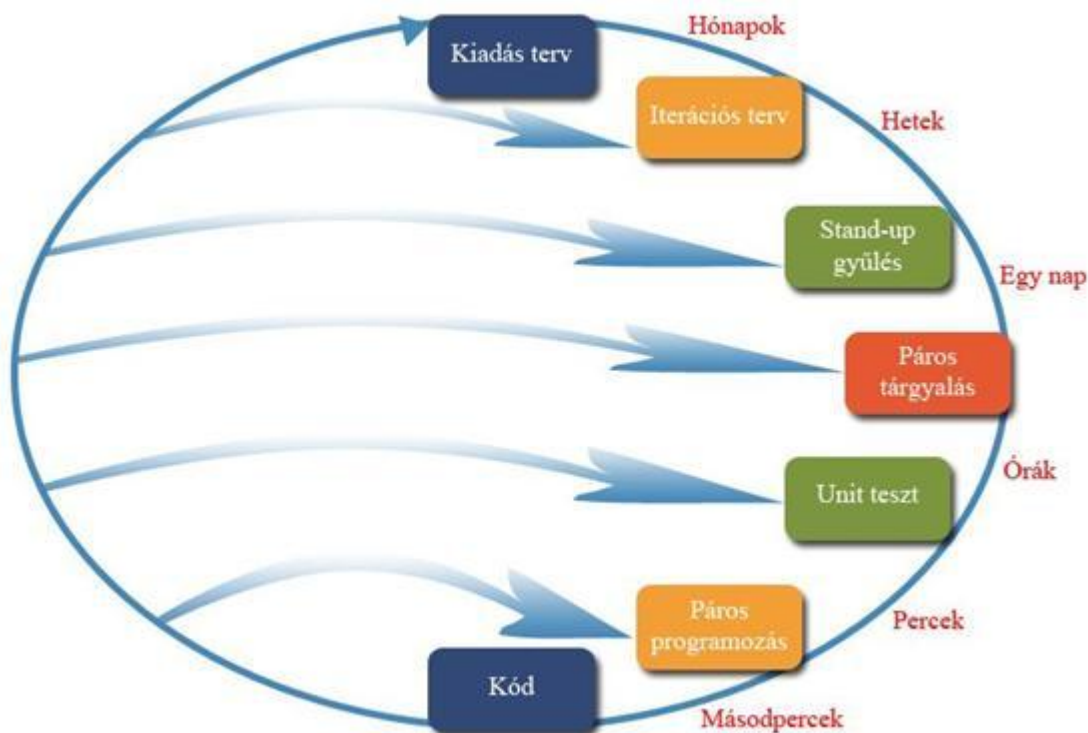 Kiadás terv
Hónapok
Iterációs terv
Hetek
Stand-up
gyűlés
Egy nap
Páros
tárgyalás
Órák
Unit teszt
Percek
Páros
programozás
Kód
Másodpercek